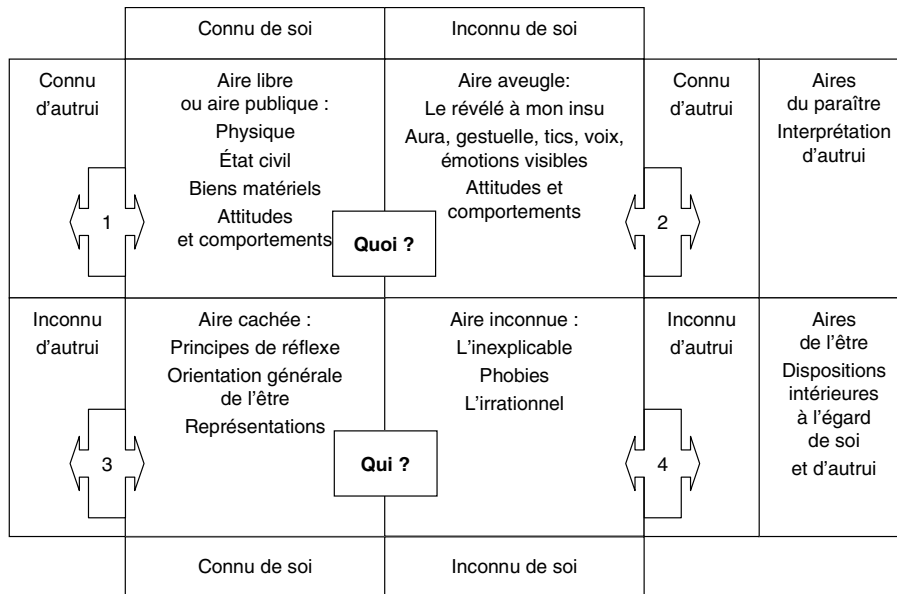 Connu de soi
Inconnu de soi
Connu
d'autrui
1
Aire libre
ou aire publique :
Physique
État civil
Biens matériels
Attitudes
et comportements
Aire aveugle:
Le révélé à mon insu
Aura, gestuelle, tics, voix,
émotions visibles
Attitudes et
comportements
Quoi ?
Connu
d'autrui
2
Aires
du paraître
Interprétation
d'autrui
Inconnu
d'autrui
3
Aire cachée :
Principes de réflexe
Orientation générale
de l'être
Représentations
Aire inconnue :
L'inexplicable
Phobies
L'irrationnel
Qui ?
Inconnu
d'autrui
4
Aires
de l'être
Dispositions
intérieures
à l'égard
de soi
et d'autrui
Connu de soi
Inconnu de soi